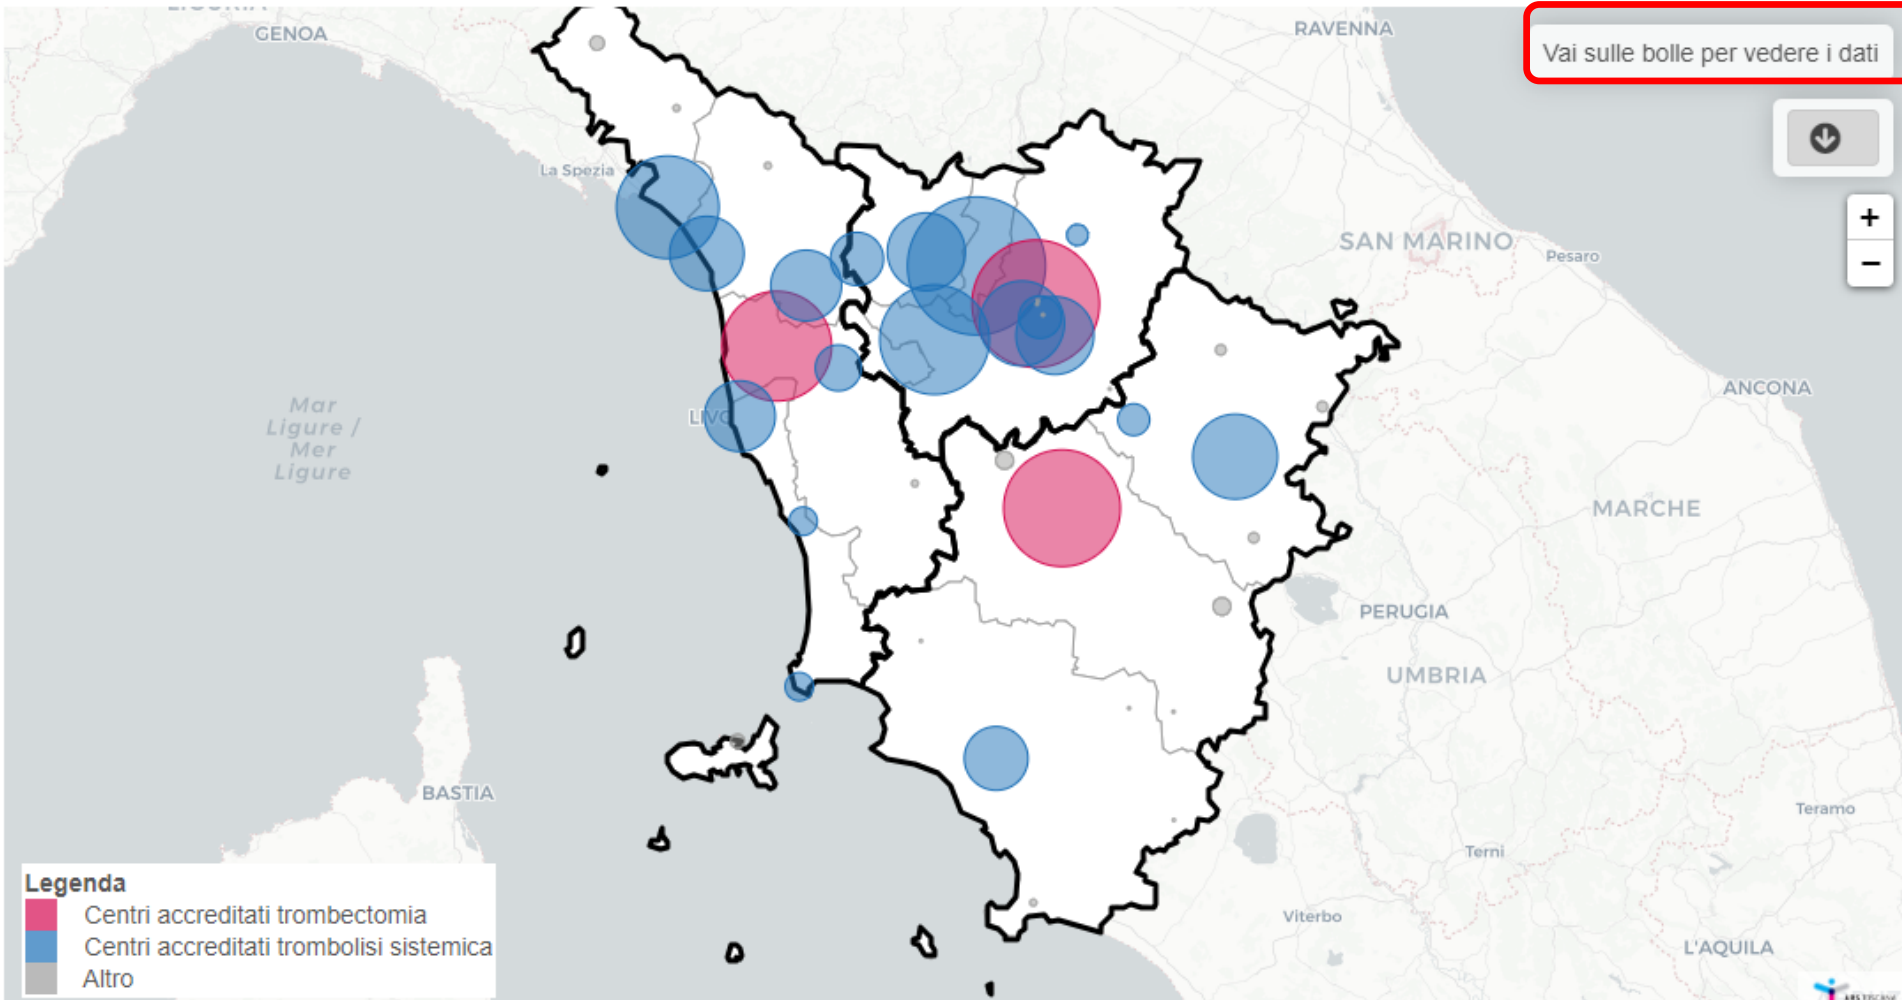 GENOA
RAVENNA
Vai sulle bolle per vedere i dati
La Spezia
+
−
SAN MARINO
Pesaro
ANCONA
Mar
Ligure /
Mer
Ligure
LIVO
MARCHE
PERUGIA
UMBRIA
BASTIA
Teramo
Terni
Viterbo
L'AQUILA
Legenda
Centri accreditati trombectomia
Centri accreditati trombolisi sistemica
Altro